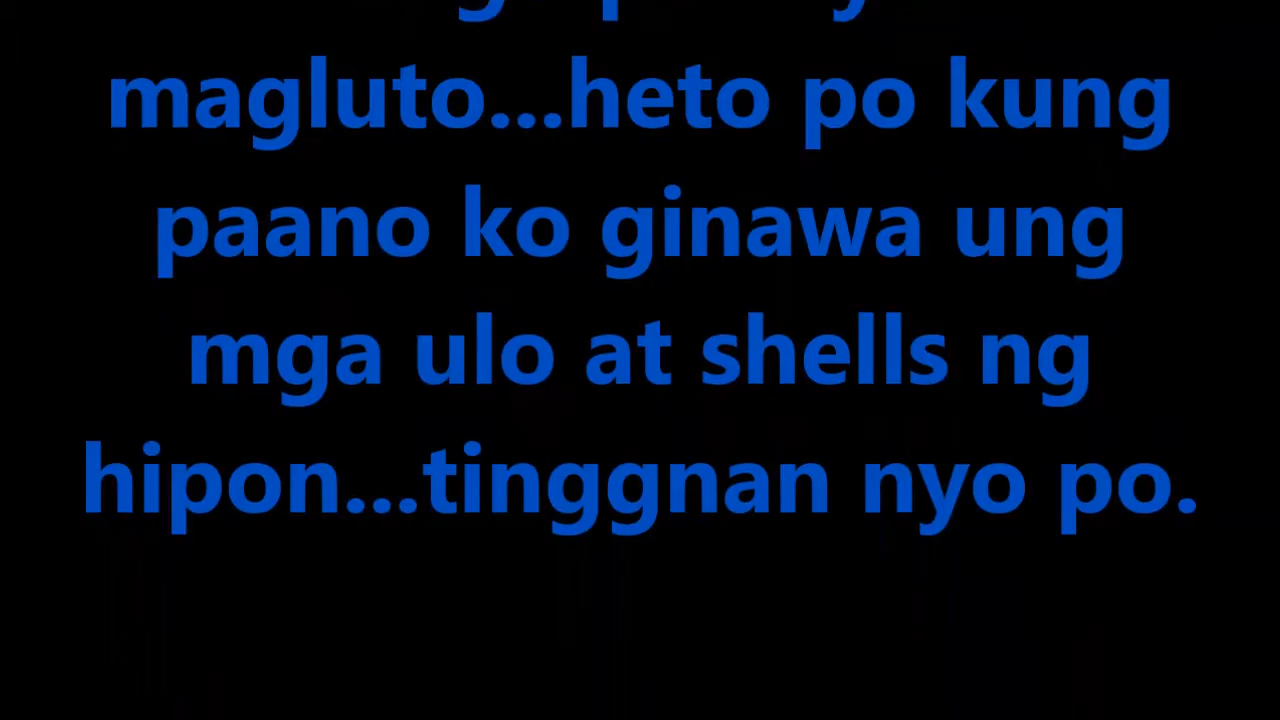 magluto...heto po kung
paano ko ginawa ung
mga ulo at shells ng
hipon...tinggnan nyo po.